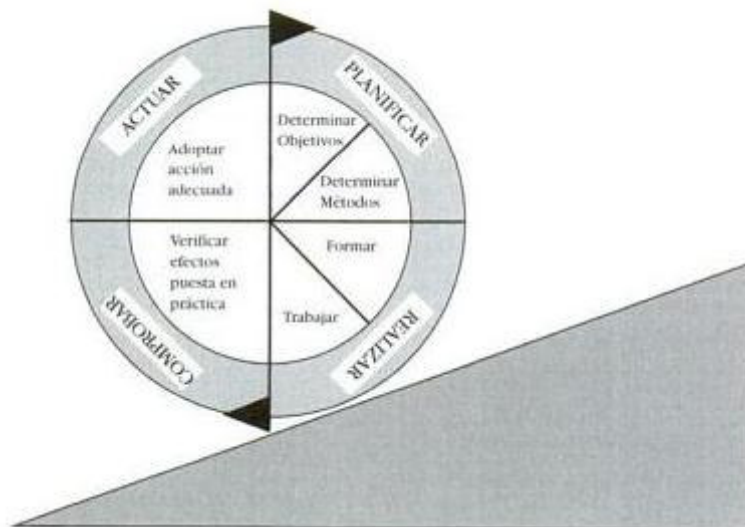 ACTUAR
PLANIFICAR
Determinar
Objetivos
Determinar
Métodos
Adoptar
acción
adecuada
Verificar
efectos
puesta en
práctica
Formar
Trabajar
COMPROBAR
REALIZAR